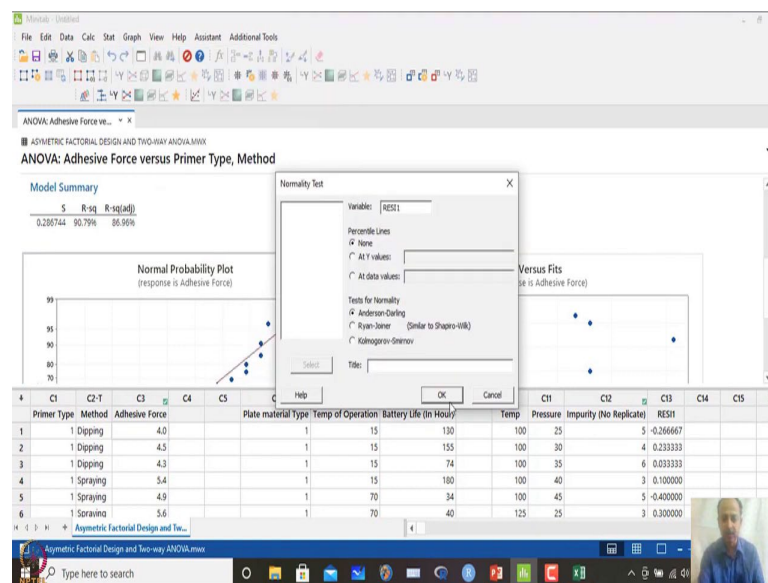 Minitab - Untitled
File Edit Data Calc Stat Graph View Help Assistant Additional Tools
ANOVA: Adhesive Force ve...
ASYMETRIC FACTORIAL DESIGN AND TWO-WAY ANOVA.MWX
ANOVA: Adhesive Force versus Primer Type, Method
Model Summary
S R-sq R-sq(adj)
0.286744 90.79% 86.96%
Normal Probability Plot
(response is Adhesive Force)
99
95
90
80
70
Versus Fits
se is Adhesive Force)
Normality Test
Variable: RESI1
Percentile Lines
None
At Y values:
At data values:
Tests for Normality
Anderson-Darling
Ryan-Joiner (Similar to Shapiro-Wilk)
Kolmogorov-Smirnov
Select
Title:
Help OK Cancel
C1 C2-T C3 C4 C5 C11 C12 C13 C14 C15
Primer Type Method Adhesive Force Plate material Type Temp of Operation Battery Life (In Hour) Temp Pressure Impurity (No Replicate) RESI1
1 1 Dipping 4.0 1 15 130 100 25 5 -0.266667
2 1 Dipping 4.5 1 15 155 100 30 4 0.233333
3 1 Dipping 4.3 1 15 74 100 35 6 0.033333
4 1 Spraying 5.4 1 15 180 100 40 3 0.100000
5 1 Spraying 4.9 1 70 34 100 45 5 -0.400000
6 1 Spraying 5.6 1 70 40 125 25 3 0.300000
Asymetric Factorial Design and Tw...
Asymetric Factorial Design and Two-way ANOVA.mwx
Type here to search
NPTEL